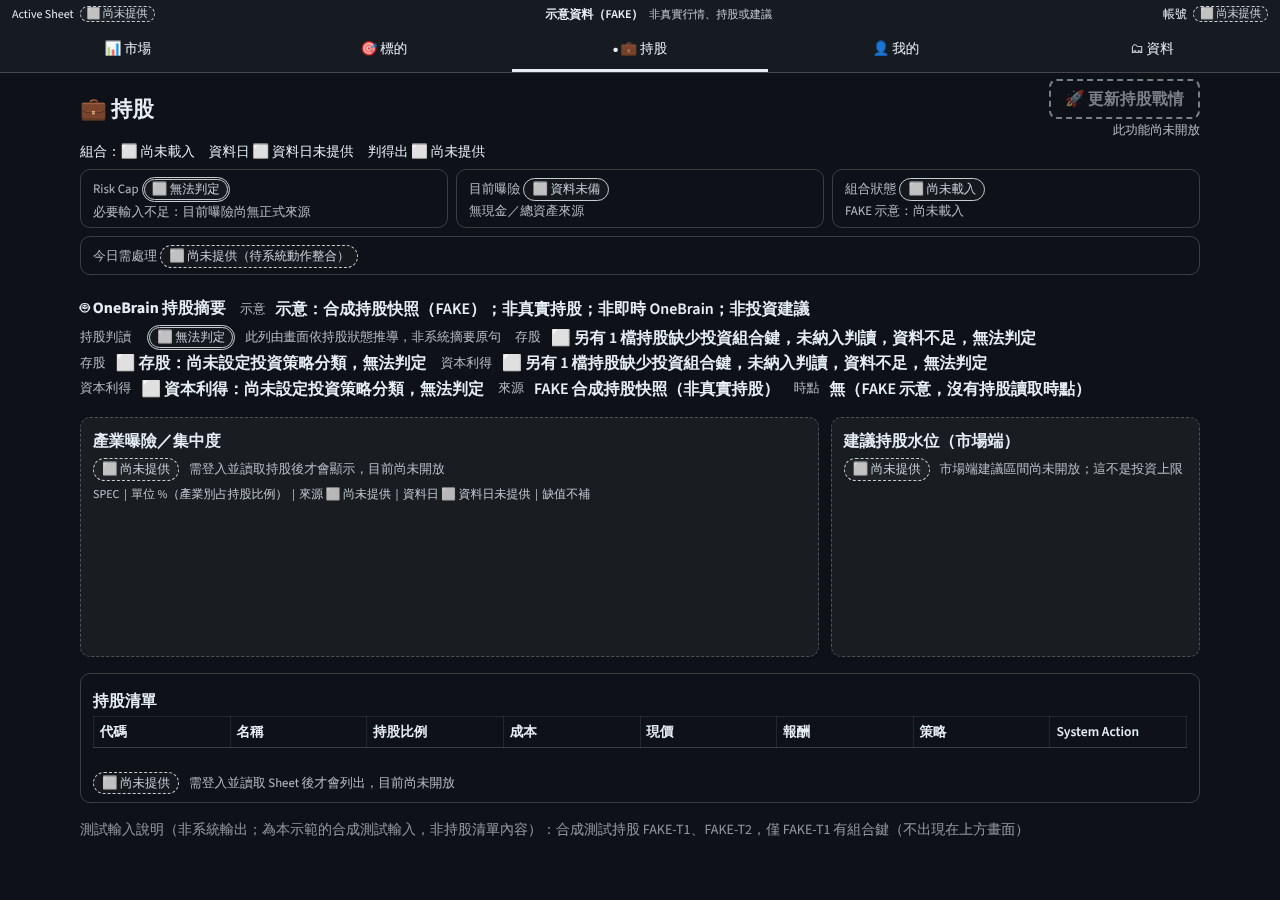 Active Sheet ⬜ 尚未提供 示意資料（FAKE） 非真實行情、持股或建議 帳號 ⬜ 尚未提供
📊 市場 🎯 標的 • 💼 持股 👤 我的 🗂 資料
💼 持股 🚀 更新持股戰情
此功能尚未開放
組合：⬜ 尚未載入 資料日 ⬜ 資料日未提供 判得出 ⬜ 尚未提供
Risk Cap ⬜ 無法判定 目前曝險 ⬜ 資料未備 組合狀態 ⬜ 尚未載入
必要輸入不足：目前曝險尚無正式來源 無現金／總資產來源 FAKE 示意：尚未載入
今日需處理 ⬜ 尚未提供（待系統動作整合）
OneBrain 持股摘要 示意 示意：合成持股快照（FAKE）；非真實持股；非即時 OneBrain；非投資建議
持股判讀 ⬜ 無法判定 此列由畫面依持股狀態推導，非系統摘要原句 存股 ⬜ 另有 1 檔持股缺少投資組合鍵，未納入判讀，資料不足，無法判定
存股 ⬜ 存股：尚未設定投資策略分類，無法判定 資本利得 ⬜ 另有 1 檔持股缺少投資組合鍵，未納入判讀，資料不足，無法判定
資本利得 ⬜ 資本利得：尚未設定投資策略分類，無法判定 來源 FAKE 合成持股快照（非真實持股） 時點 無（FAKE 示意，沒有持股讀取時點）
產業曝險／集中度 建議持股水位（市場端）
⬜ 尚未提供 需登入並讀取持股後才會顯示，目前尚未開放 ⬜ 尚未提供 市場端建議區間尚未開放；這不是投資上限
SPEC｜單位 %（產業別占持股比例）｜來源 ⬜ 尚未提供｜資料日 ⬜ 資料日未提供｜缺值不補
持股清單
代碼 名稱 持股比例 成本 現價 報酬 策略 System Action
⬜ 尚未提供 需登入並讀取 Sheet 後才會列出，目前尚未開放
測試輸入說明（非系統輸出；為本示範的合成測試輸入，非持股清單內容）：合成測試持股 FAKE-T1、FAKE-T2，僅 FAKE-T1 有組合鍵（不出現在上方畫面）